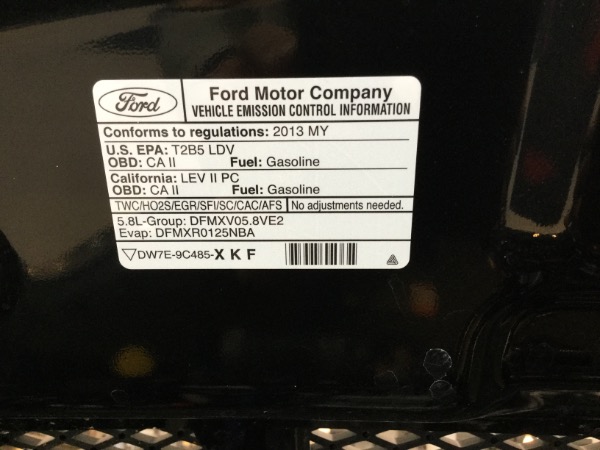 Ford
Ford Motor Company
VEHICLE EMISSION CONTROL INFORMATION
Conforms to regulations: 2013 MY
U.S. EPA: T2B5 LDV
OBD: CA II Fuel: Gasoline
California: LEV II PC
OBD: CA II Fuel: Gasoline
TWC/HO2S/EGR/SFI/SC/CAC/AFS No adjustments needed.
5.8L-Group: DFMXV05.8VE2
Evap: DFMXR0125NBA
▽DW7E-9C485-X K F